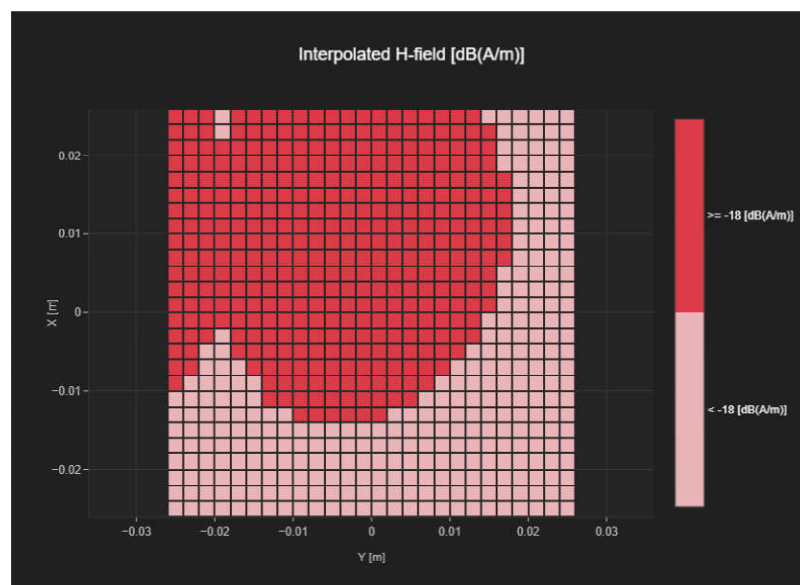 Interpolated H-field [dB(A/m)]
0.02
0.01
0
−0.01
−0.02
X [m]
>= -18 [dB(A/m)]
< -18 [dB(A/m)]
−0.03
−0.02
−0.01
0
0.01
0.02
0.03
Y [m]